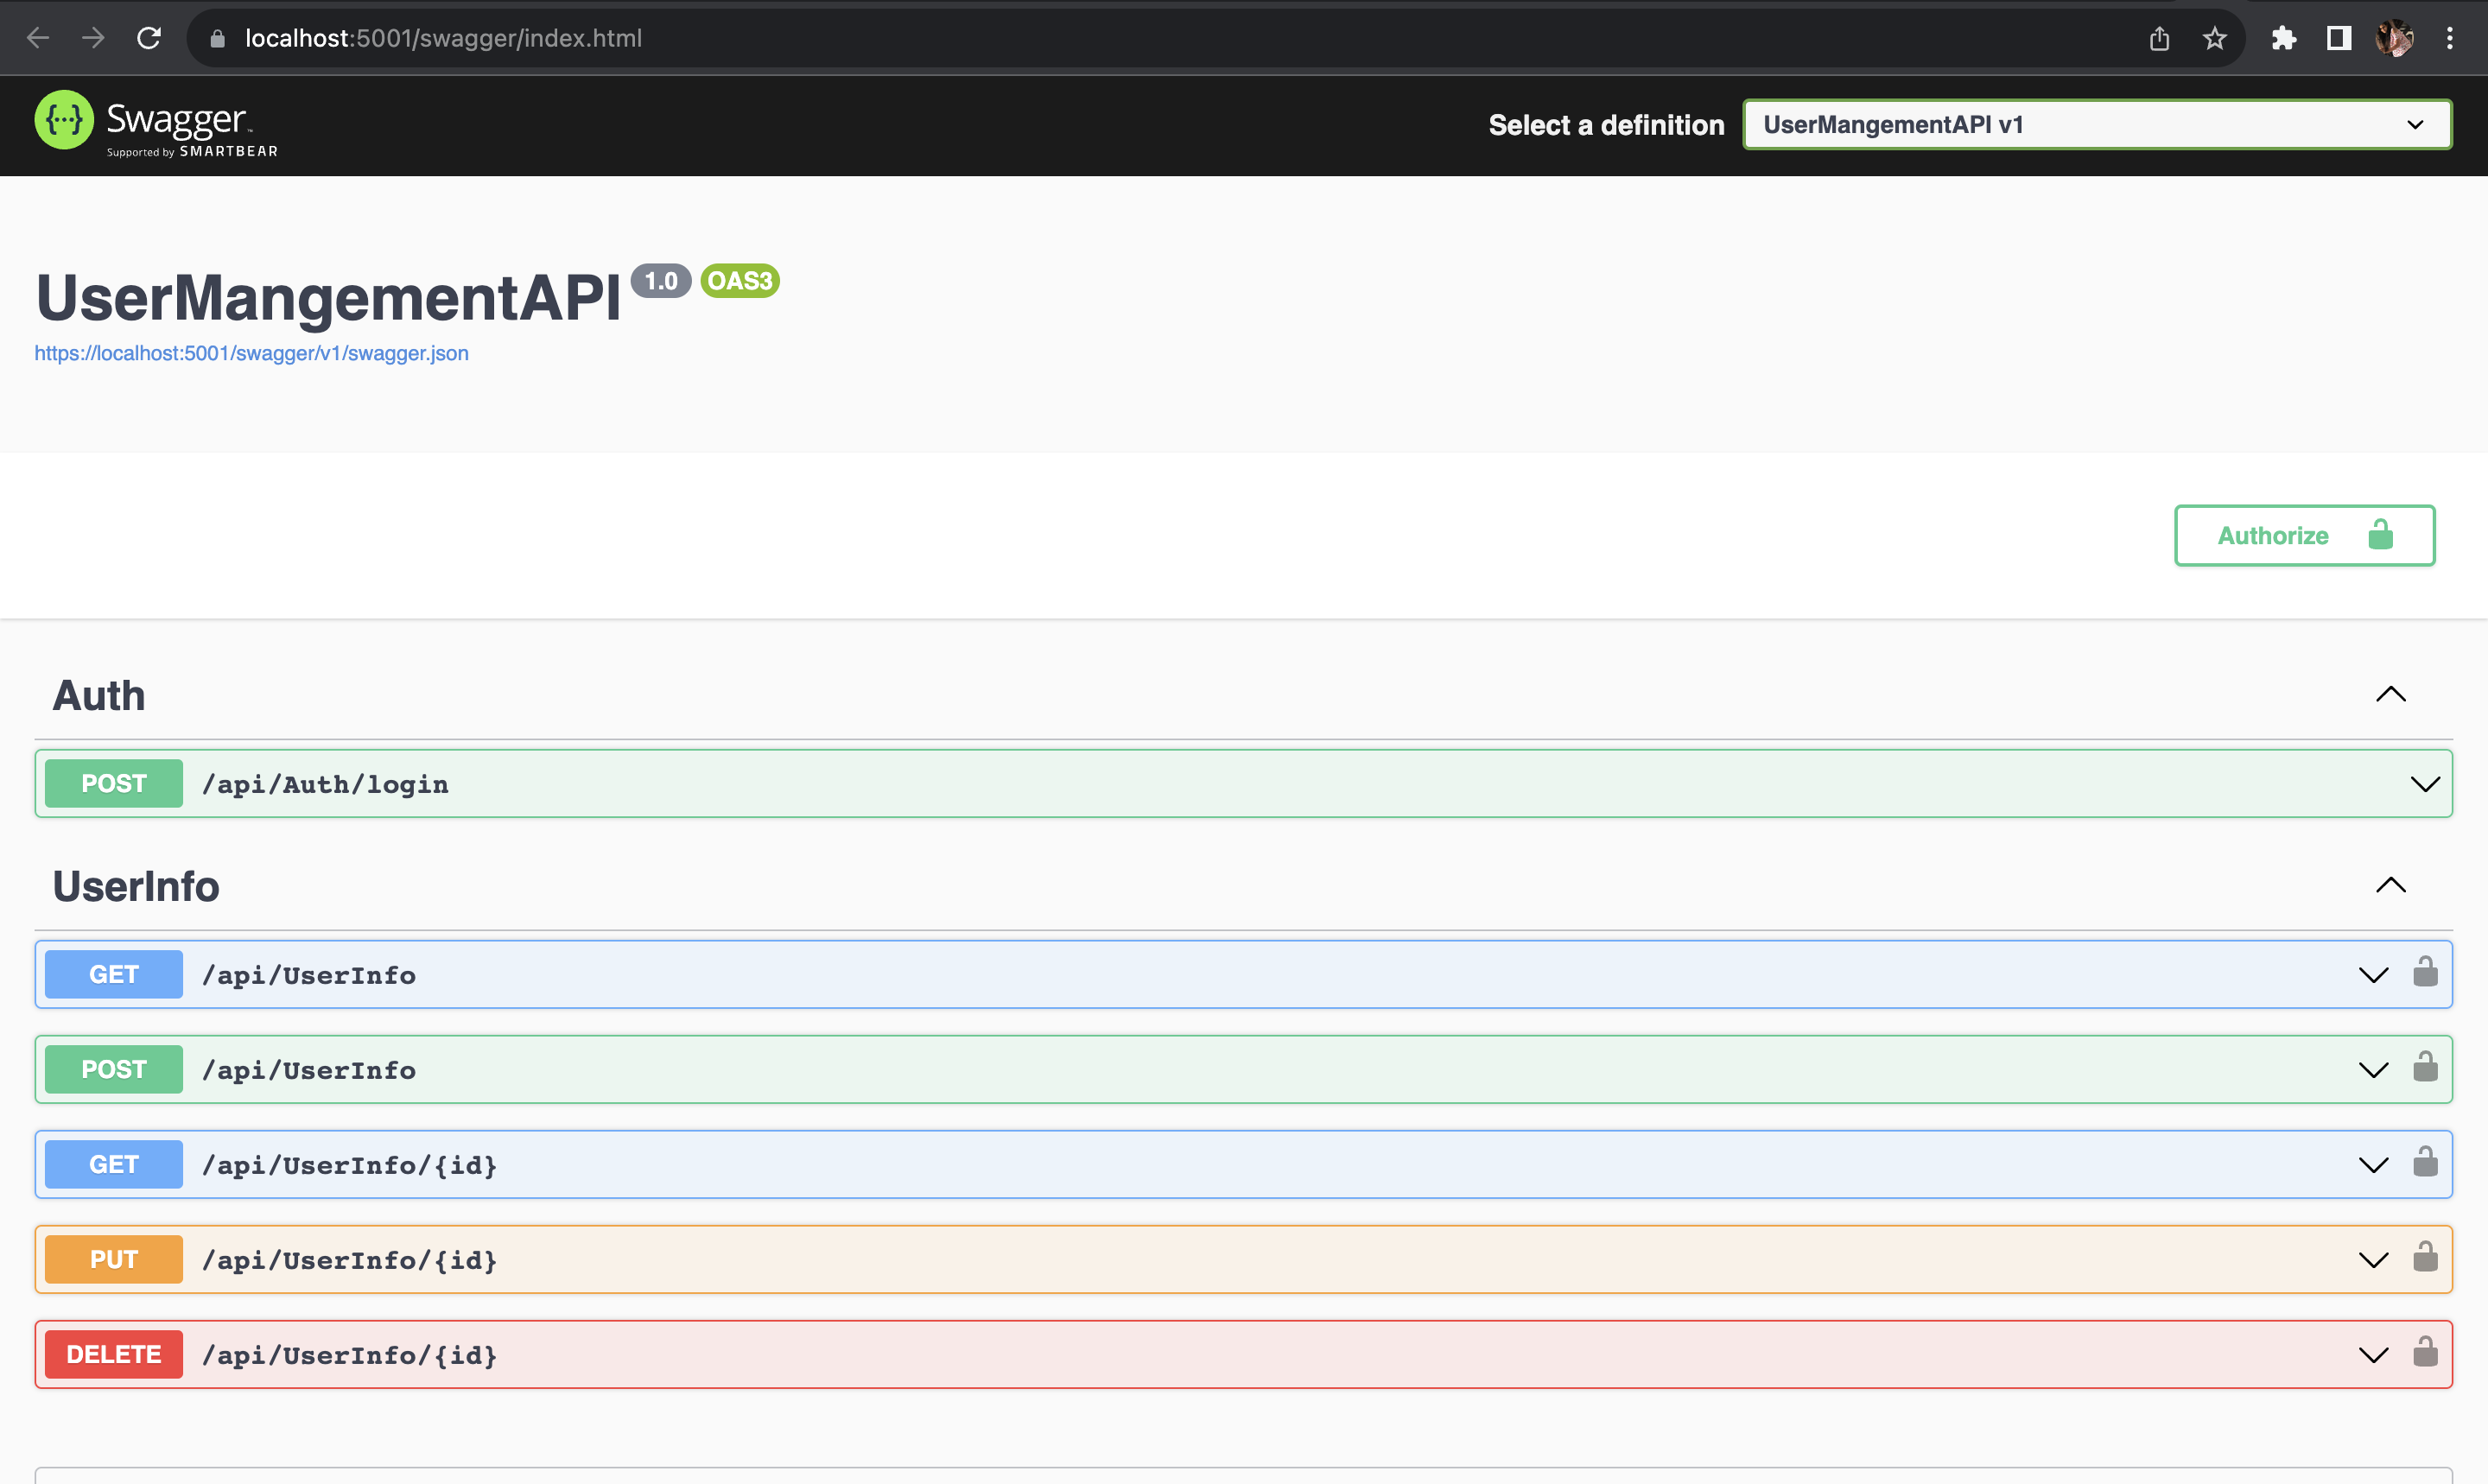 localhost:5001/swagger/index.html
{···} Swagger™
Supported by SMARTBEAR
Select a definition
UserMangementAPI v1
UserMangementAPI 1.0 OAS3
https://localhost:5001/swagger/v1/swagger.json
Authorize
Auth
POST /api/Auth/login
UserInfo
GET /api/UserInfo
POST /api/UserInfo
GET /api/UserInfo/{id}
PUT /api/UserInfo/{id}
DELETE /api/UserInfo/{id}